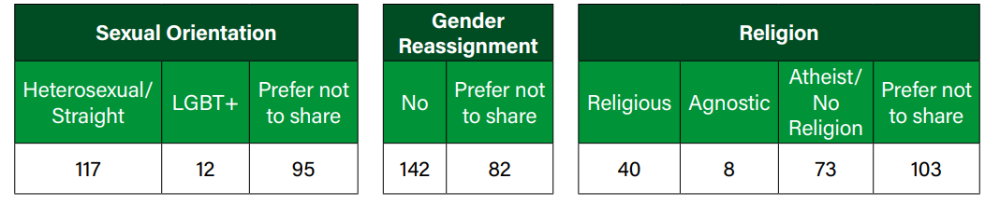 Sexual Orientation
Heterosexual/
Straight
LGBT+
Prefer not
to share
117
12
95
Gender
Reassignment
No
Prefer not
to share
142
82
Religion
Religious
Agnostic
Atheist/
No
Religion
Prefer not
to share
40
8
73
103